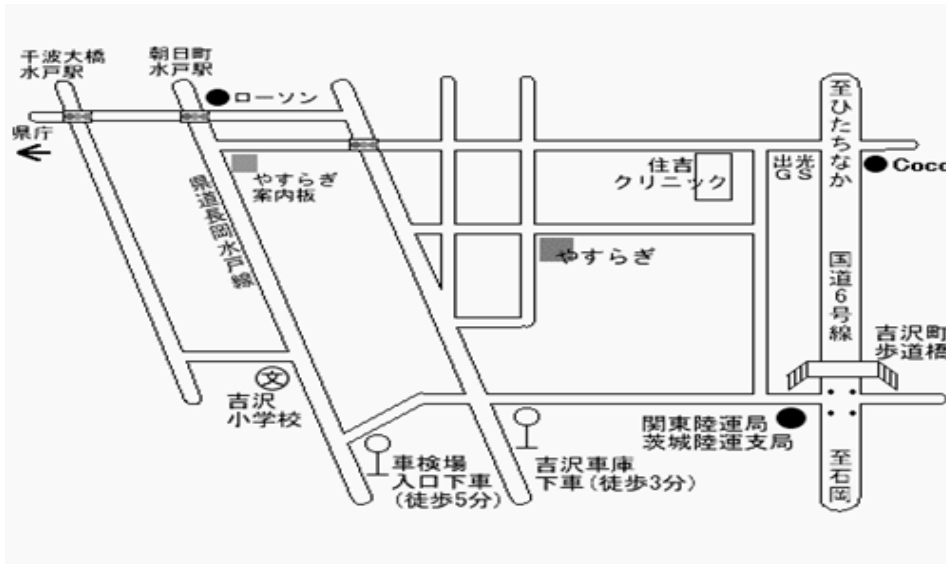 千波大橋
水戸駅
朝日町
水戸駅
ローソン
県庁
やすらぎ
案内板
県道長岡水戸線
住吉
クリニック
出光
GS
至ひたちなか
Coco
やすらぎ
国道6号線
吉沢町
歩道橋
文
吉沢
小学校
車検場
入口下車
(徒歩5分)
吉沢車庫
下車(徒歩3分)
関東陸運局
茨城陸運支局
至石岡